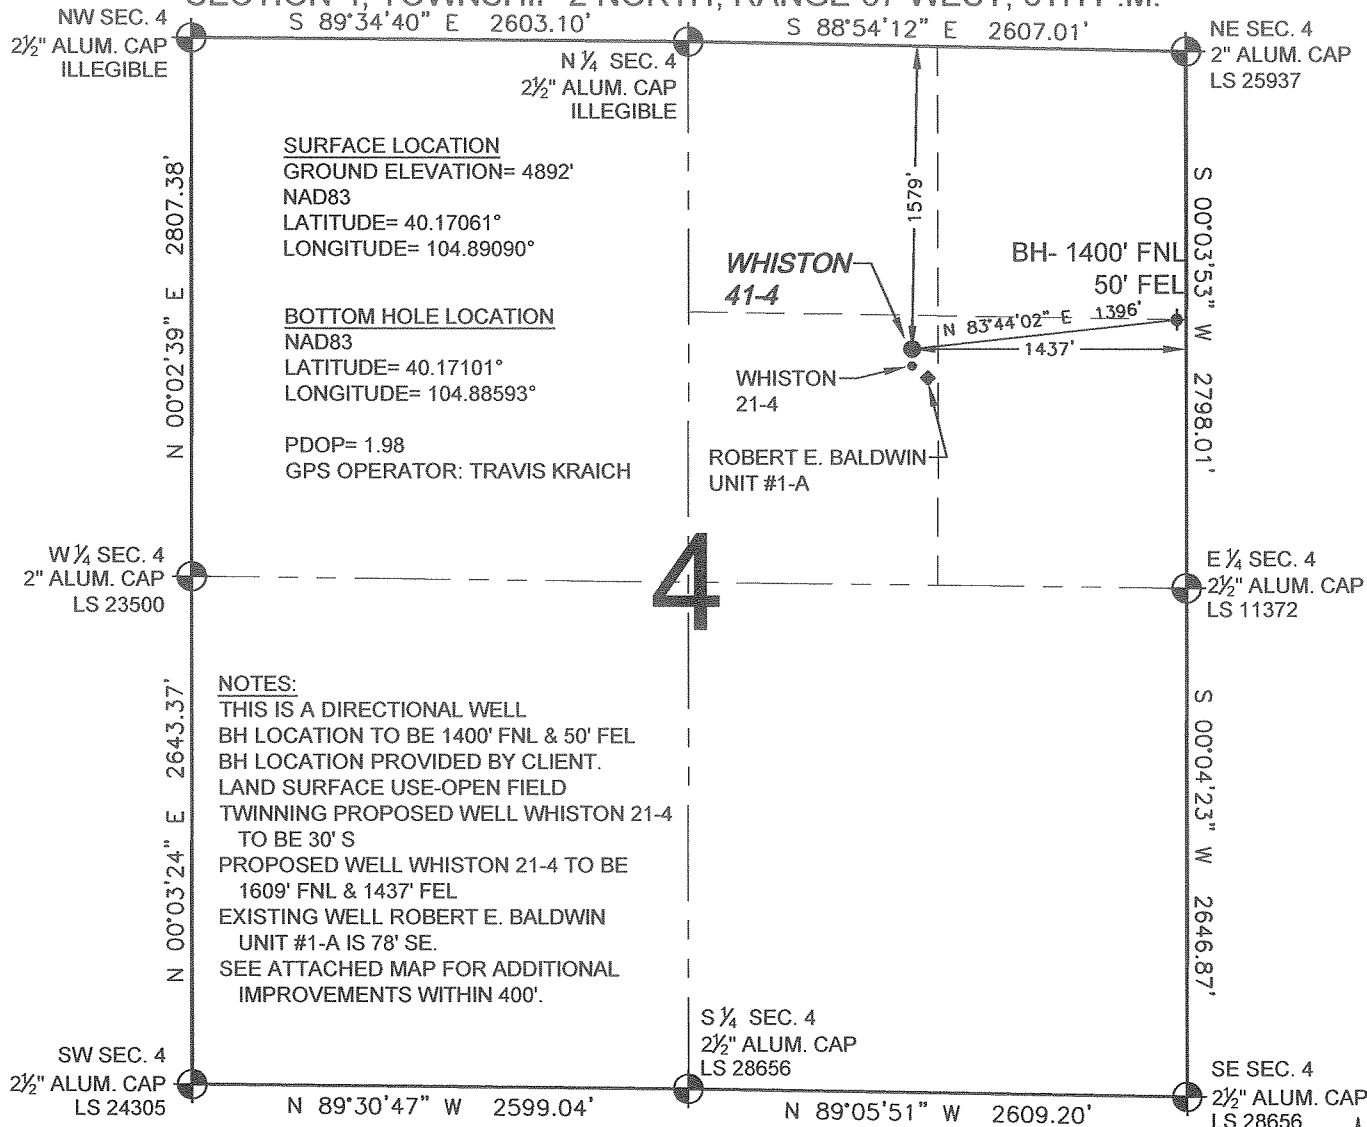 SECTION 4, TOWNSHIP 2 NORTH, RANGE 67 WEST, 6TH P.M.
NW SEC. 4
2½" ALUM. CAP
ILLEGIBLE
S 89°34'40" E 2603.10'
N ¼ SEC. 4
2½" ALUM. CAP
ILLEGIBLE
S 88°54'12" E 2607.01'
NE SEC. 4
2" ALUM. CAP
LS 25937
SURFACE LOCATION
GROUND ELEVATION= 4892'
NAD83
LATITUDE= 40.17061°
LONGITUDE= 104.89090°
BOTTOM HOLE LOCATION
NAD83
LATITUDE= 40.17101°
LONGITUDE= 104.88593°
PDOP= 1.98
GPS OPERATOR: TRAVIS KRAICH
N 00°02'39" E 2807.38'
1579'
WHISTON
41-4
BH- 1400' FNL
50' FEL
N 83°44'02" E 1396'
1437'
WHISTON
21-4
ROBERT E. BALDWIN
UNIT #1-A
S 00°03'53" W 2798.01'
W ¼ SEC. 4
2" ALUM. CAP
LS 23500
4
E ¼ SEC. 4
2½" ALUM. CAP
LS 11372
NOTES:
THIS IS A DIRECTIONAL WELL
BH LOCATION TO BE 1400' FNL & 50' FEL
BH LOCATION PROVIDED BY CLIENT.
LAND SURFACE USE-OPEN FIELD
TWINNING PROPOSED WELL WHISTON 21-4
TO BE 30' S
PROPOSED WELL WHISTON 21-4 TO BE
1609' FNL & 1437' FEL
EXISTING WELL ROBERT E. BALDWIN
UNIT #1-A IS 78' SE.
SEE ATTACHED MAP FOR ADDITIONAL
IMPROVEMENTS WITHIN 400'.
N 00°03'24" E 2643.37'
S 00°04'23" W 2646.87'
SW SEC. 4
2½" ALUM. CAP
LS 24305
N 89°30'47" W 2599.04'
S ¼ SEC. 4
2½" ALUM. CAP
LS 28656
N 89°05'51" W 2609.20'
SE SEC. 4
2½" ALUM. CAP
LS 28656